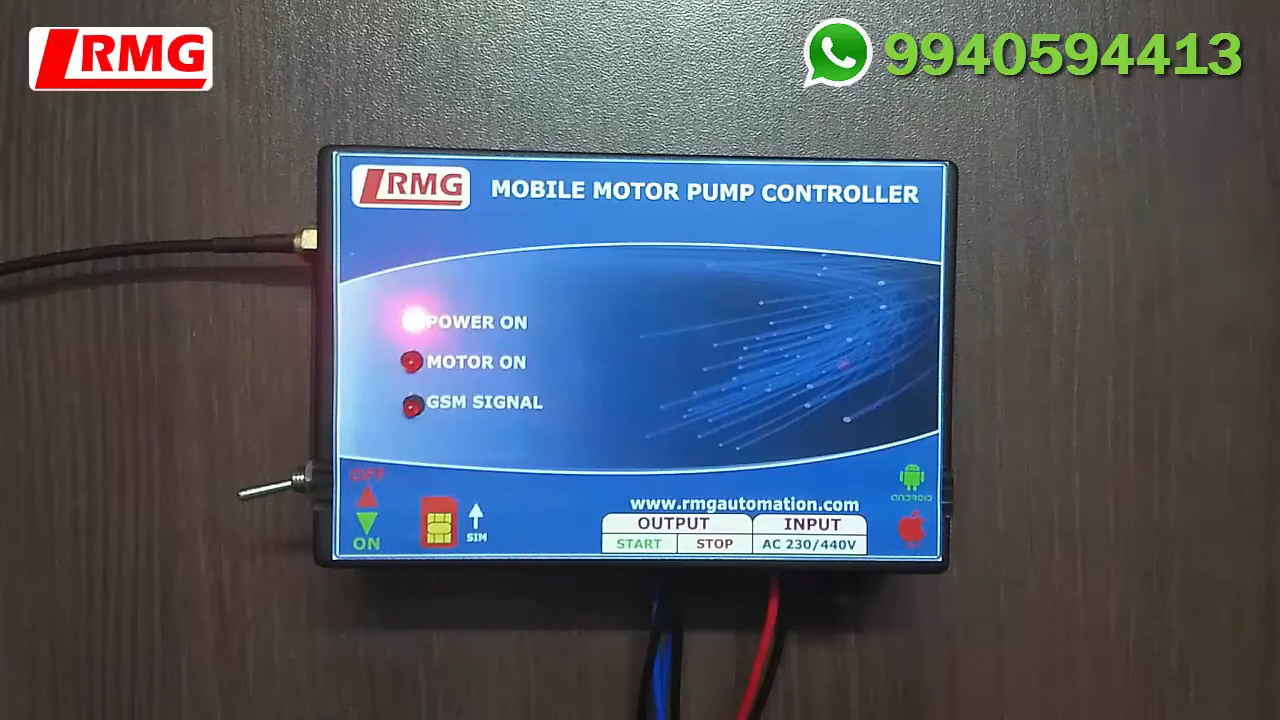 RMG
9940594413
RMG
MOBILE MOTOR PUMP CONTROLLER
POWER ON
MOTOR ON
GSM SIGNAL
OFF
ON
SIM
www.rmgautomation.com
OUTPUT INPUT
START STOP AC 230/440V
ANDROID